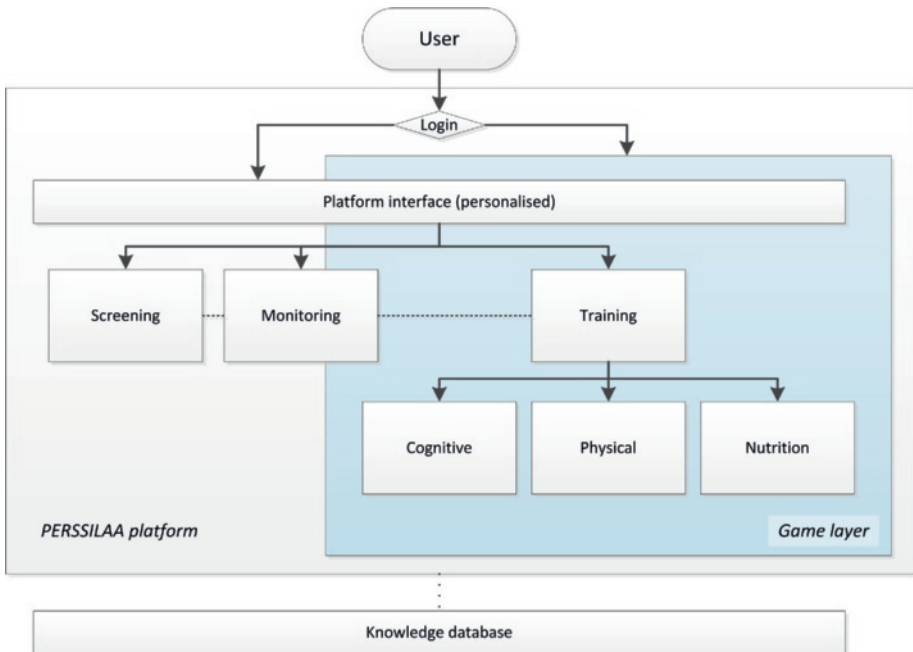 User
Login
Platform interface (personalised)
Screening
Monitoring
Training
Cognitive
Physical
Nutrition
PERSSILAA platform
Game layer
Knowledge database